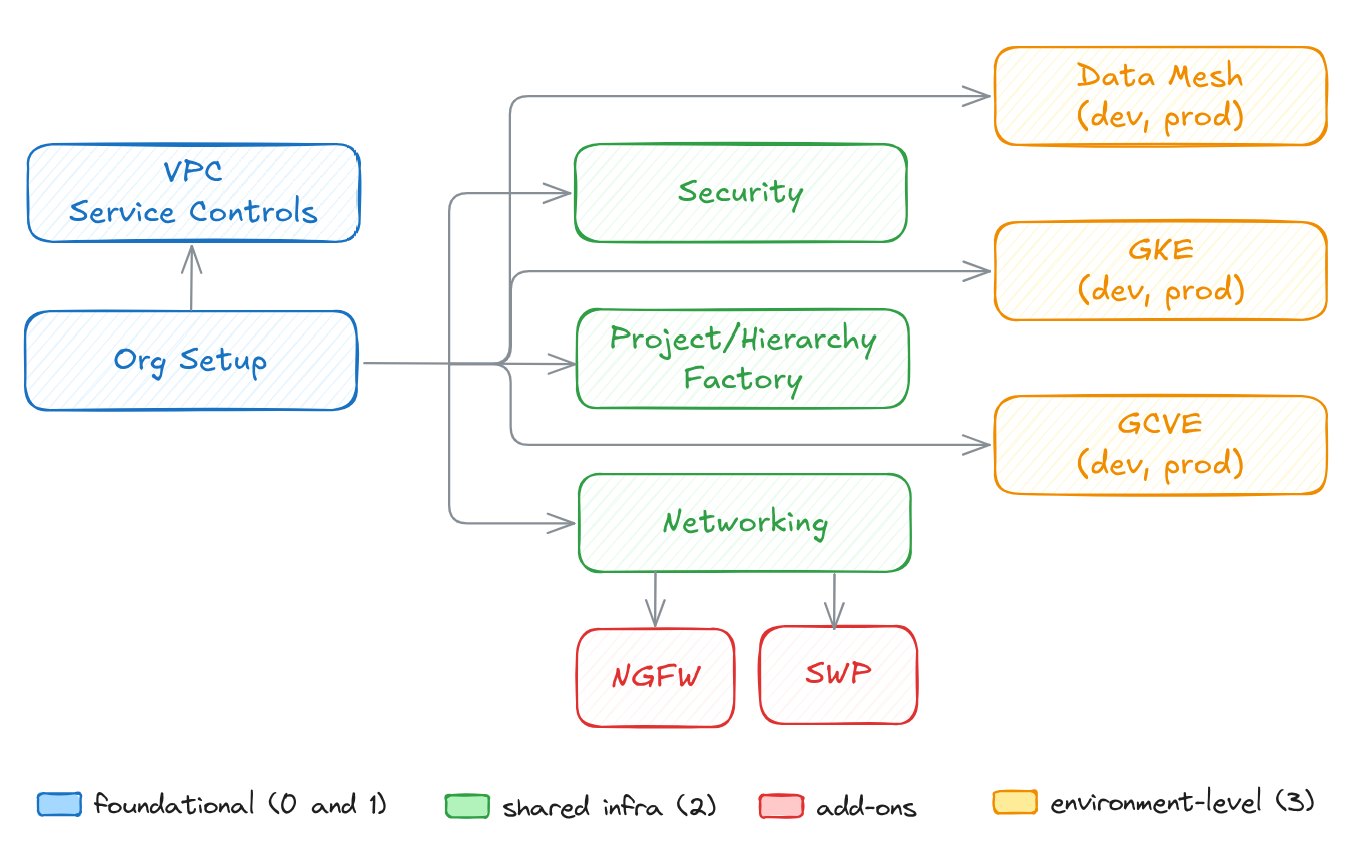 VPC
Service Controls
Org Setup
Security
Project/Hierarchy
Factory
Networking
NGFW
SWP
Data Mesh
(dev, prod)
GKE
(dev, prod)
GCVE
(dev, prod)
foundational (0 and 1)
shared infra (2)
add-ons
environment-level (3)